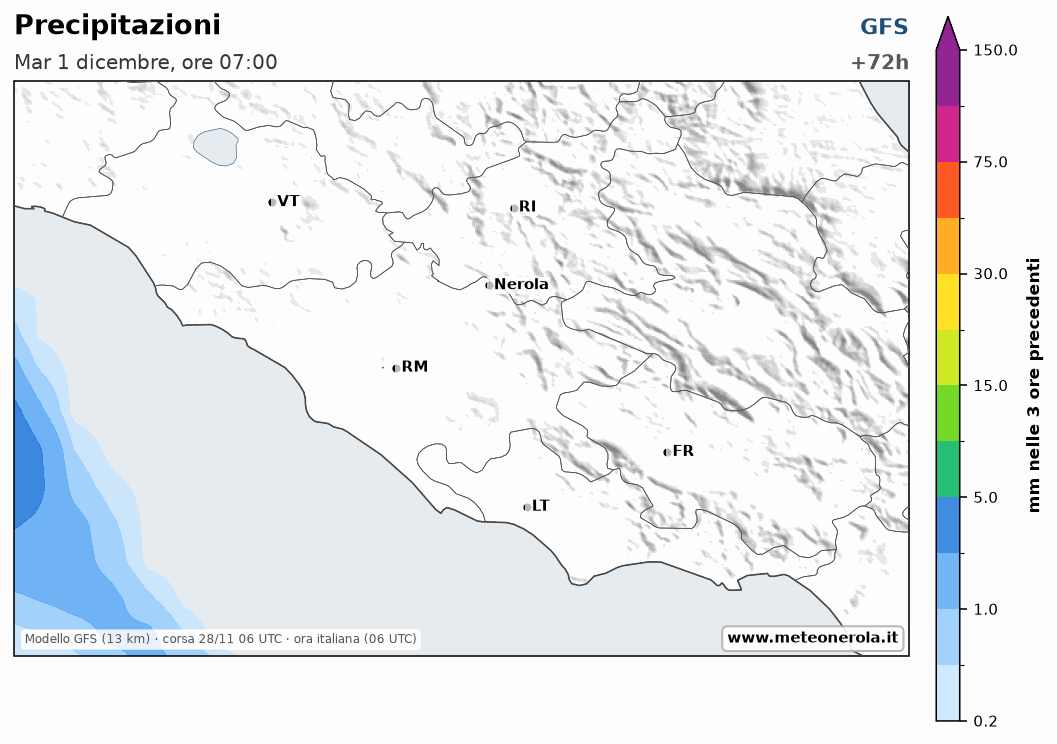 Precipitazioni
GFS
Mar 1 dicembre, ore 07:00
+72h
150.0
75.0
30.0
15.0
5.0
1.0
0.2
mm nelle 3 ore precedenti
VT
RI
Nerola
RM
FR
LT
Modello GFS (13 km) · corsa 28/11 06 UTC · ora italiana (06 UTC)
www.meteonerola.it